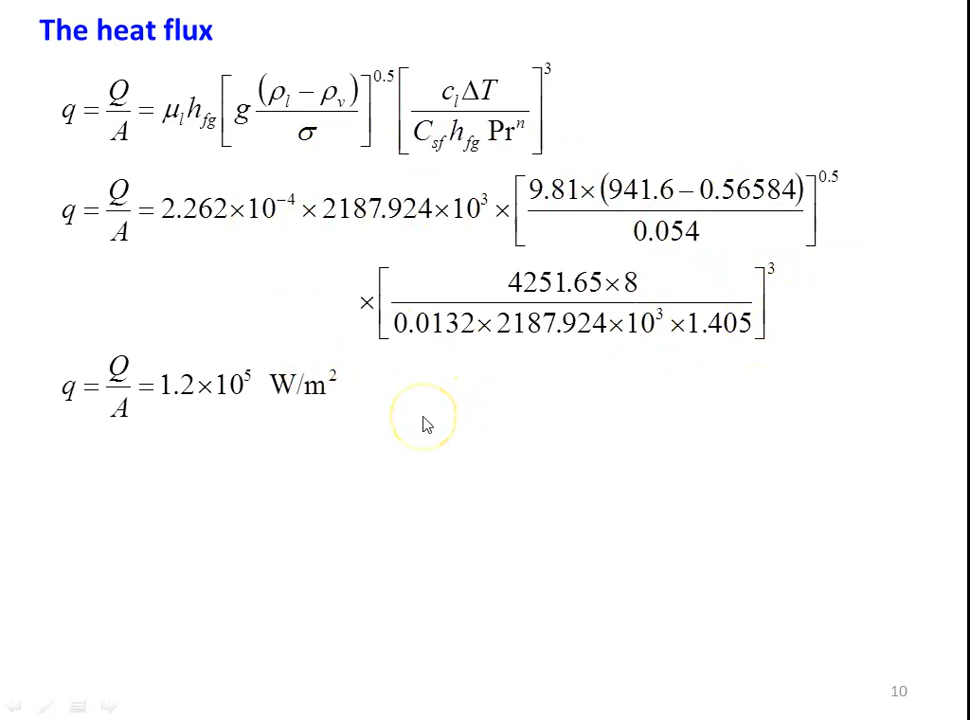 The heat flux
q = Q/A = μ_l h_fg [g (ρ_l − ρ_v)/σ]^0.5 [c_l ΔT / C_sf h_fg Pr^n]^3
q = Q/A = 2.262×10^−4 × 2187.924×10^3 × [9.81×(941.6 − 0.56584)/0.054]^0.5
× [4251.65×8 / 0.0132×2187.924×10^3×1.405]^3
q = Q/A = 1.2×10^5 W/m^2
10